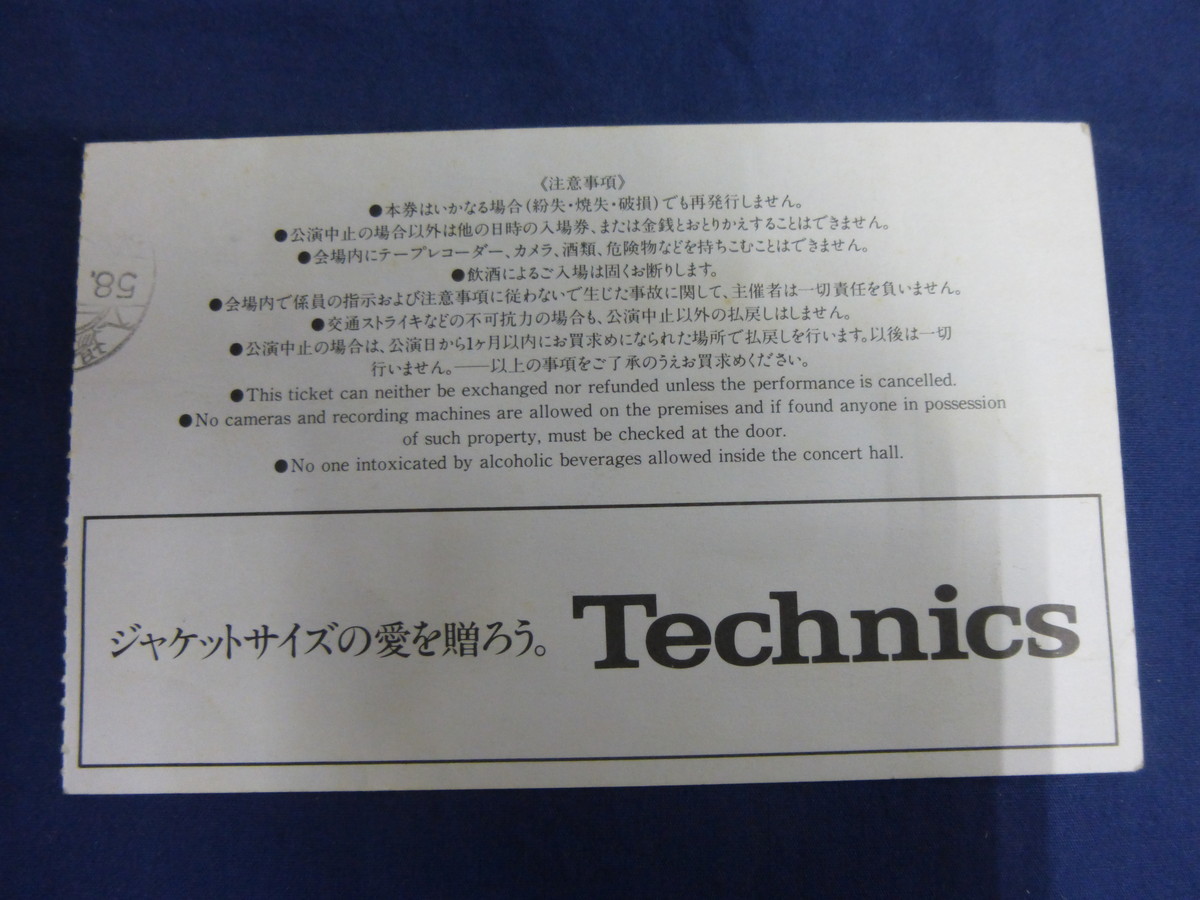 《注意事項》
●本券はいかなる場合(紛失・焼失・破損)でも再発行しません。
●公演中止の場合以外は他の日時の入場券、または金銭とおとりかえすることはできません。
●会場内にテープレコーダー、カメラ、酒類、危険物などを持ちこむことはできません。
●飲酒によるご入場は固くお断りします。
●会場内で係員の指示および注意事項に従わないで生じた事故に関して、主催者は一切責任を負いません。
●交通ストライキなどの不可抗力の場合も、公演中止以外の払戻しはしません。
●公演中止の場合は、公演日から1ヶ月以内にお買求めになられた場所で払戻しを行います。以後は一切
行いません。——以上の事項をご了承のうえお買求めください。
●This ticket can neither be exchanged nor refunded unless the performance is cancelled.
●No cameras and recording machines are allowed on the premises and if found anyone in possession
of such property, must be checked at the door.
●No one intoxicated by alcoholic beverages allowed inside the concert hall.
58.
ジャケットサイズの愛を贈ろう。 Technics